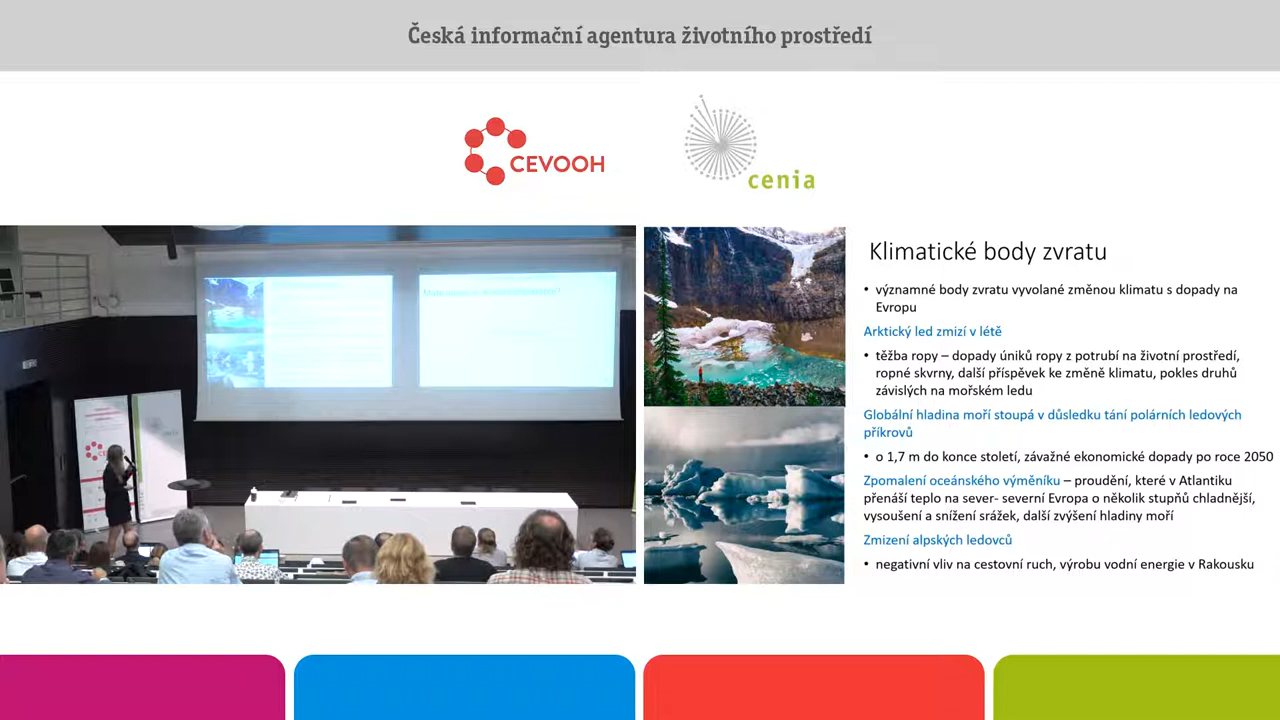 Česká informační agentura životního prostředí
CEVOOH
cenia
Klimatické body zvratu
• významné body zvratu vyvolané změnou klimatu s dopady na
Evropu
Arktický led zmizí v létě
• těžba ropy – dopady úniků ropy z potrubí na životní prostředí,
ropné skvrny, další příspěvek ke změně klimatu, pokles druhů
závislých na mořském ledu
Globální hladina moří stoupá v důsledku tání polárních ledových
příkrovů
• o 1,7 m do konce století, závažné ekonomické dopady po roce 2050
Zpomalení oceánského výměníku – proudění, které v Atlantiku
přenáší teplo na sever- severní Evropa o několik stupňů chladnější,
vysoušení a snížení srážek, další zvýšení hladiny moří
Zmizení alpských ledovců
• negativní vliv na cestovní ruch, výrobu vodní energie v Rakousku